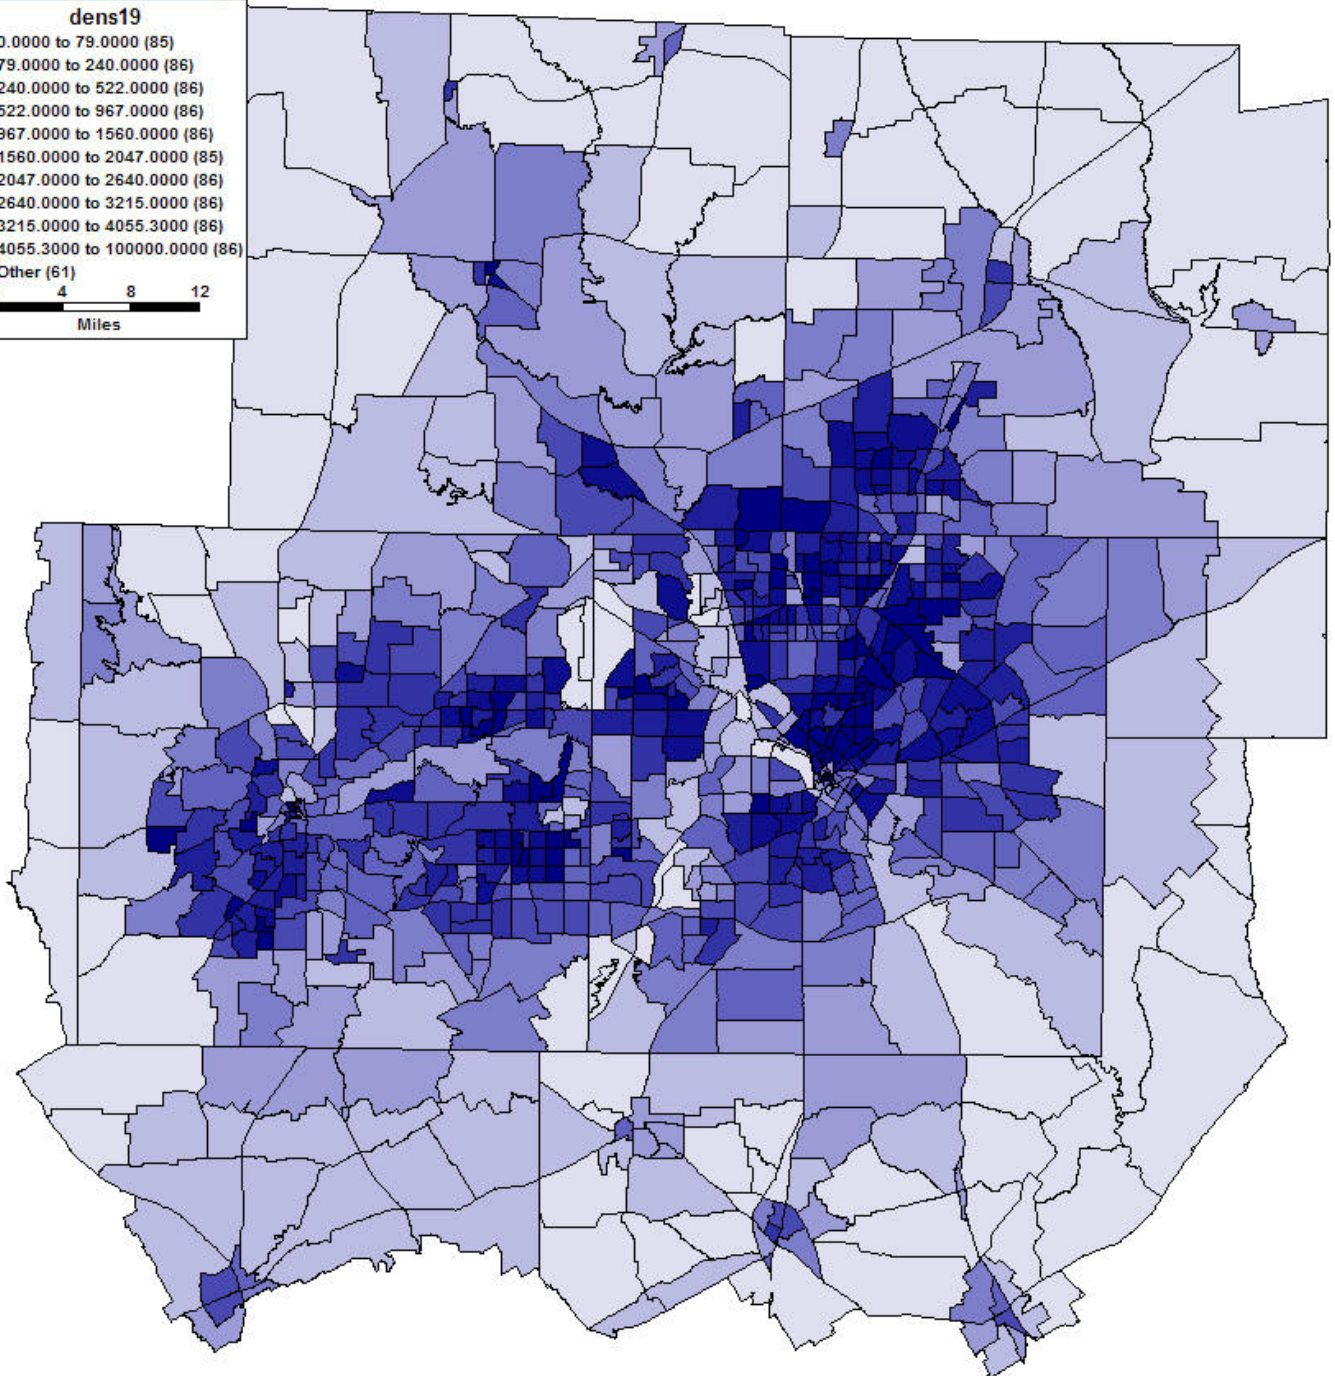 dens19
0.0000 to 79.0000 (85)
79.0000 to 240.0000 (86)
240.0000 to 522.0000 (86)
522.0000 to 967.0000 (86)
967.0000 to 1560.0000 (86)
1560.0000 to 2047.0000 (85)
2047.0000 to 2640.0000 (86)
2640.0000 to 3215.0000 (86)
3215.0000 to 4055.3000 (86)
4055.3000 to 100000.0000 (86)
Other (61)
4 8 12
Miles